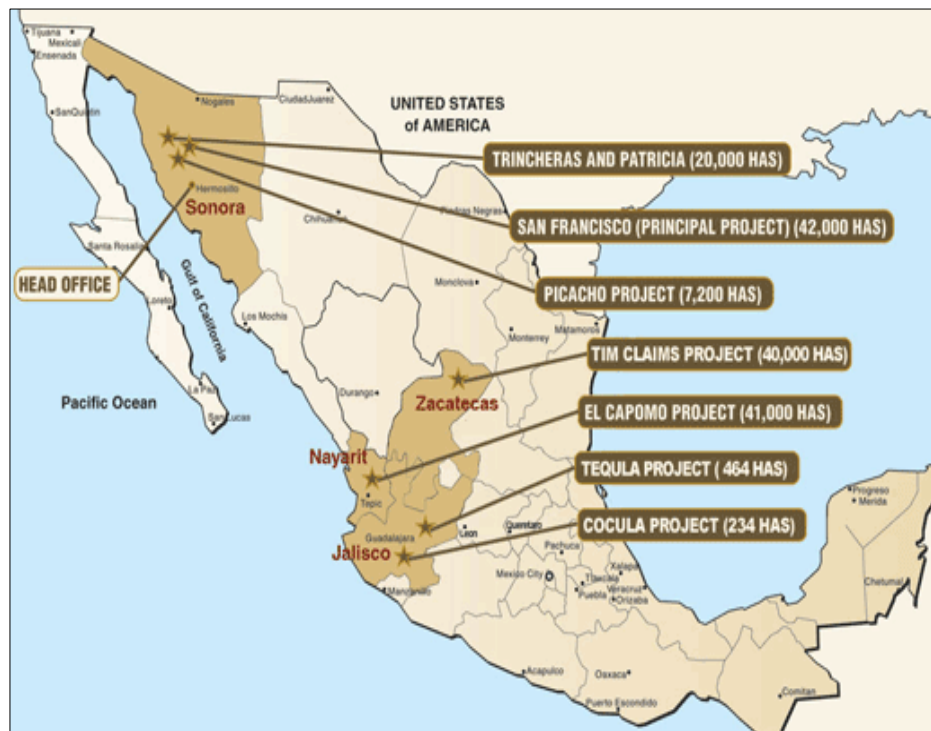 Tijuana
Mexicali
Ensenada
SanQuintin
Nogales
CiudadJuarez
UNITED STATES
of AMERICA
TRINCHERAS AND PATRICIA (20,000 HAS)
Hermosillo
Sonora
Chihuahua
Piedras Negras
SAN FRANCISCO (PRINCIPAL PROJECT) (42,000 HAS)
Santa Rosalia
HEAD OFFICE
Gulf of California
Loreto
Monclova
PICACHO PROJECT (7,200 HAS)
Los Mochis
Monterrey
Matamoros
TIM CLAIMS PROJECT (40,000 HAS)
La Paz
Durango
Pacific Ocean
San Lucas
Zacatecas
EL CAPOMO PROJECT (41,000 HAS)
Nayarit
TEQULA PROJECT ( 464 HAS)
Tepic
Progreso
Merida
COCULA PROJECT (234 HAS)
Guadalajara
Leon
Queretaro
Jalisco
Pachuca
Mexico City
Xalapa
Tlaxcala
Veracruz
Puebla
Orizaba
Chetumal
Manzanillo
Acapulco
Oaxaca
Puerto Escondido
Comitan